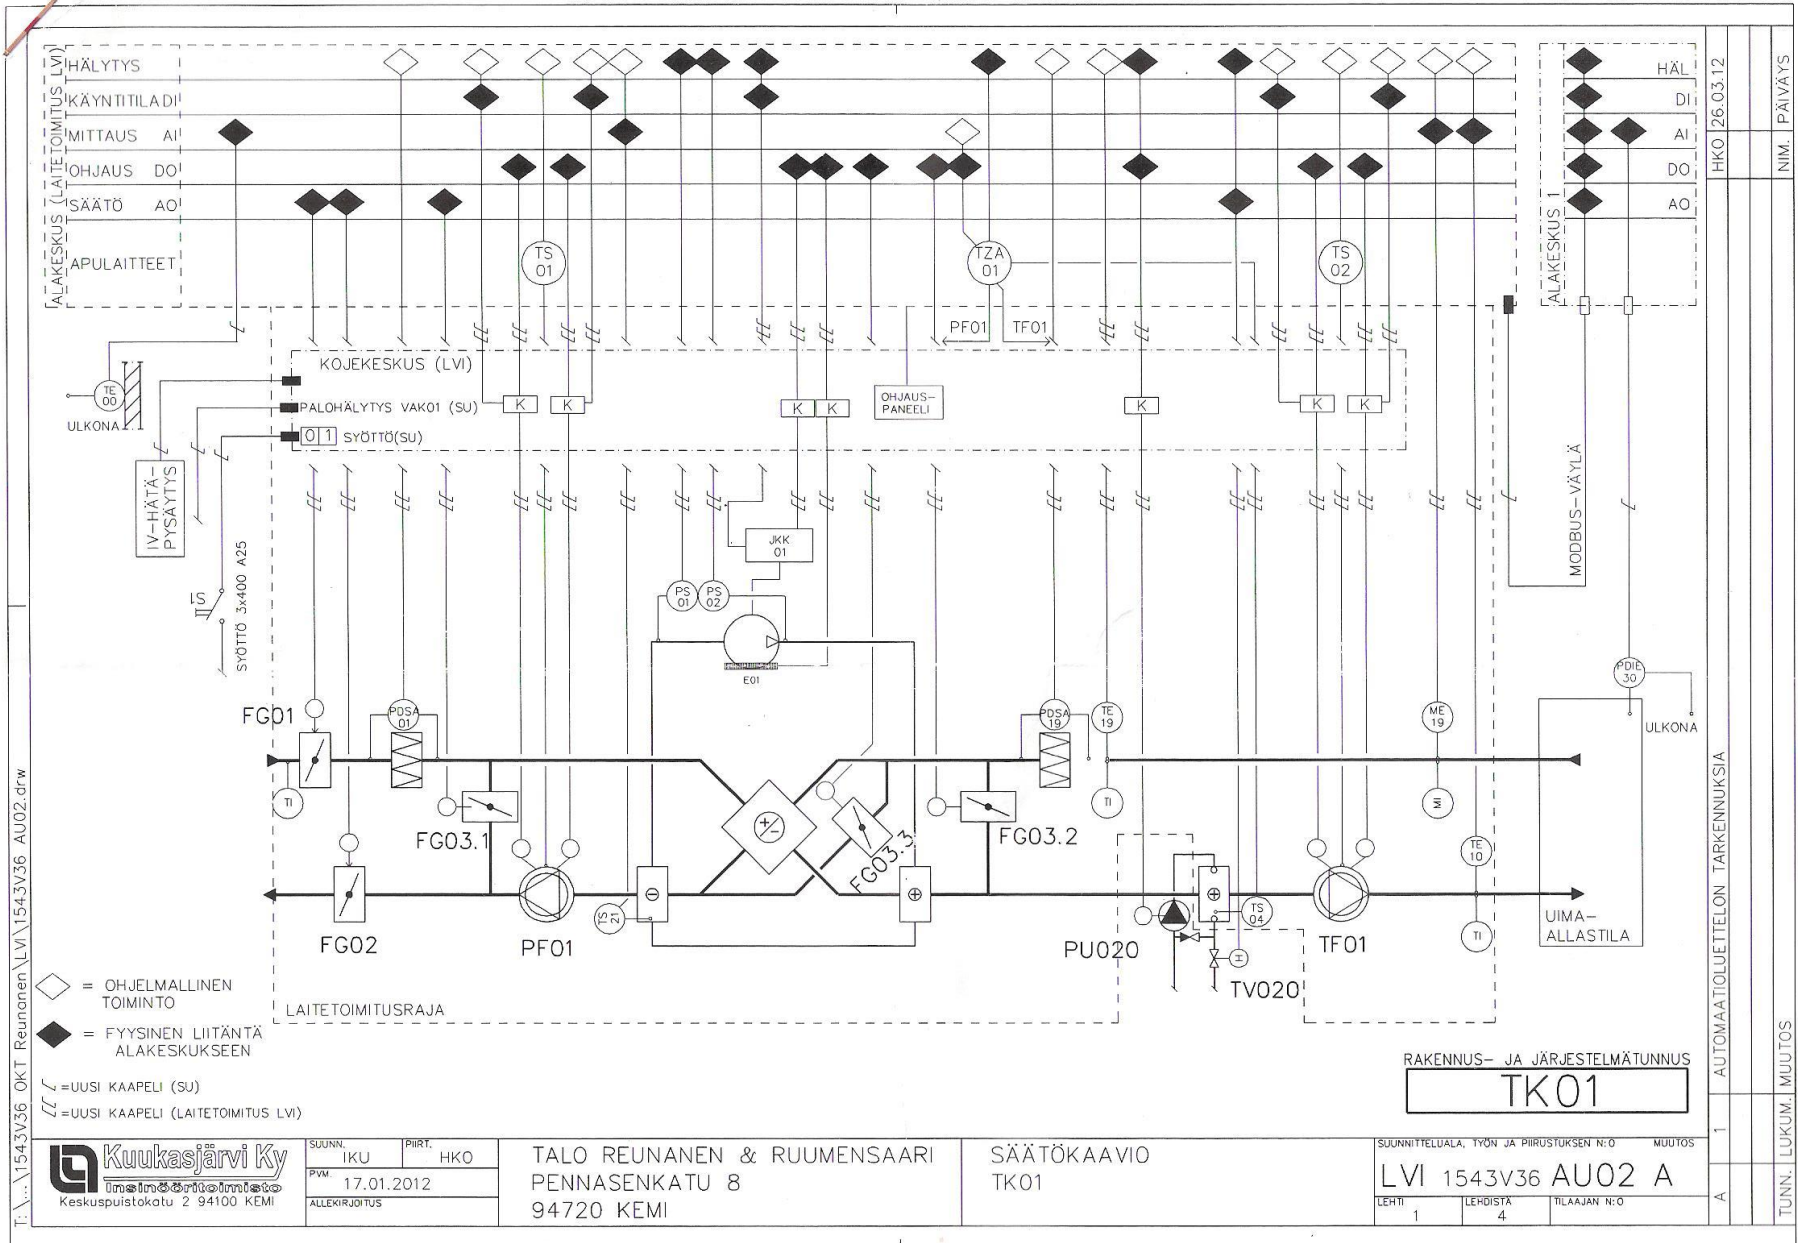 ALAKESKUS (LAITETOIMITUS LVI)
HÄLYTYS
KÄYNTITILA DI
MITTAUS AI
OHJAUS DO
SÄÄTÖ AO
APULAITTEET
TS 01
TZA 01
TS 02
PF01
TF01
ALAKESKUS 1
HÄL
DI
AI
DO
AO
HKO 26.03.12
NIM. PÄIVÄYS
KOJEKESKUS (LVI)
PALOHÄLYTYS VAK01 (SU)
0 1 SYÖTTÖ(SU)
K
K
K
K
OHJAUS-
PANEELI
K
K
K
TE 00
ULKONA
IV-HÄTÄ-
PYSÄYTYS
S1
SYÖTTÖ 3x400 A25
JKK 01
PS 01
PS 02
E01
MODBUS-VÄYLÄ
PDIE 30
ULKONA
FG01
PDSA 01
PDSA 19
TE 19
ME 19
TI
TI
MI
FG03.1
FG03.3
FG03.2
TE 10
TS 21
TS 04
TI
FG02
PF01
PU020
TF01
M
TV020
UIMA-
ALLASTILA
LAITETOIMITUSRAJA
= OHJELMALLINEN
TOIMINTO
= FYYSINEN LIITÄNTÄ
ALAKESKUKSEEN
=UUSI KAAPELI (SU)
=UUSI KAAPELI (LAITETOIMITUS LVI)
RAKENNUS- JA JÄRJESTELMÄTUNNUS
TK01
Kuukasjärvi Ky
Insinööritoimisto
Keskuspuistokatu 2 94100 KEMI
SUUNN.
IKU
PIIRT.
HKO
PVM.
17.01.2012
ALLEKIRJOITUS
TALO REUNANEN & RUUMENSAARI
PENNASENKATU 8
94720 KEMI
SÄÄTÖKAAVIO
TK01
SUUNNITTELUALA, TYÖN JA PIIRUSTUKSEN N:O MUUTOS
LVI 1543V36 AU02 A
LEHTI
1
LEHDISTÄ
4
TILAAJAN N:O
A 1 AUTOMAATIOLUETTELON TARKENNUKSIA
TUNN. LUKUM. MUUTOS
T:\...\1543V36 OKT Reunanen\LVI\1543V36 AU02.drw